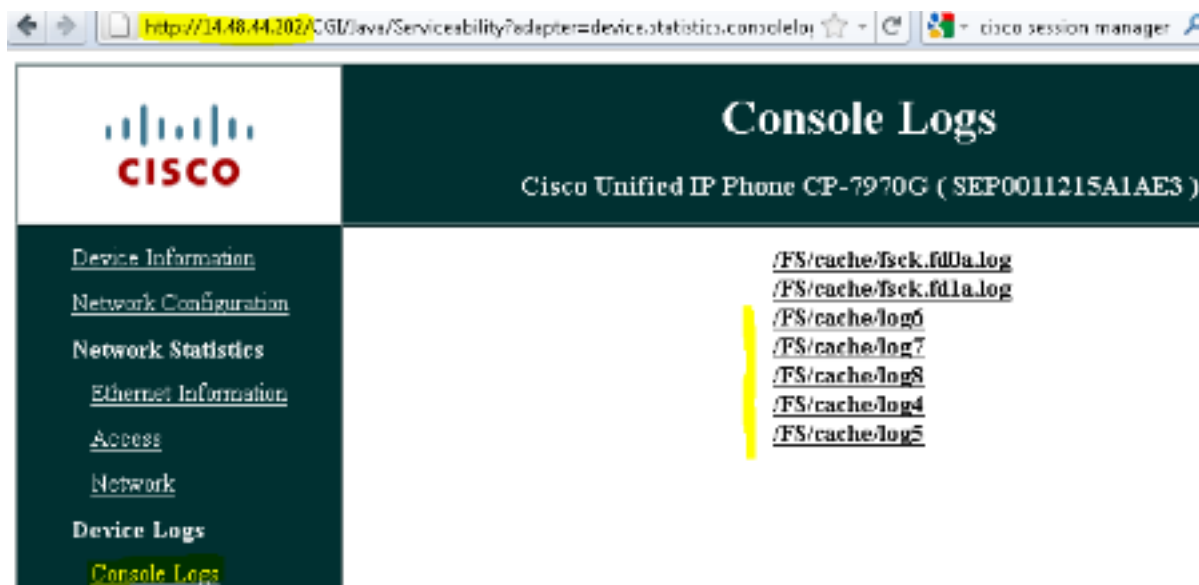 http://14.48.44.202/CGI/Java/Serviceability?adapter=device.statistics.consolelog
cisco session manager
CISCO
Console Logs
Cisco Unified IP Phone CP-7970G ( SEP0011215A1AE3 )
Device Information
Network Configuration
Network Statistics
Ethernet Information
Access
Network
Device Logs
Console Logs
/FS/cache/fsck.fd0a.log
/FS/cache/fsck.fd1a.log
/FS/cache/log6
/FS/cache/log7
/FS/cache/log8
/FS/cache/log4
/FS/cache/log5